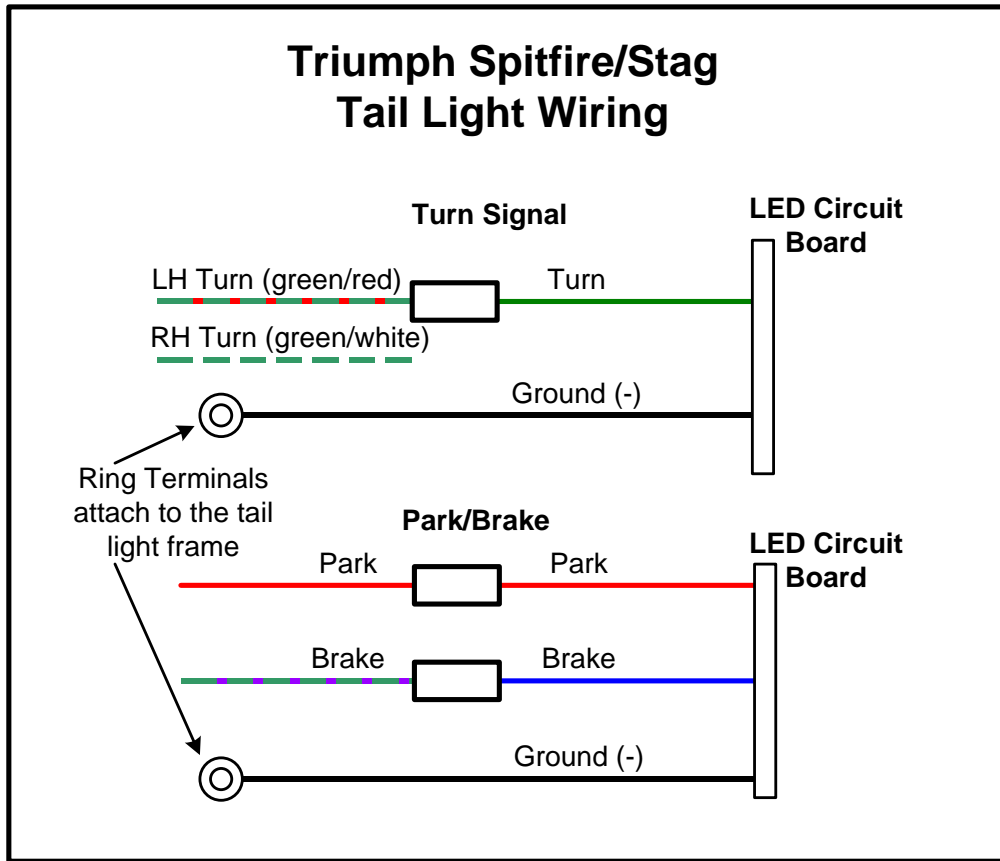 Triumph Spitfire/Stag
Tail Light Wiring
Turn Signal
LED Circuit
Board
LH Turn (green/red)
Turn
RH Turn (green/white)
Ground (-)
Ring Terminals
attach to the tail
light frame
Park/Brake
LED Circuit
Board
Park
Park
Brake
Brake
Ground (-)